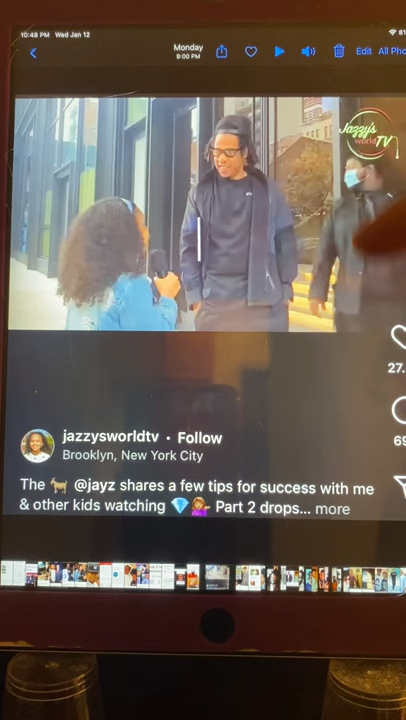 10:48 PM Wed Jan 12
81
Monday
9:00 PM
Edit All Pho
Jazzy's
world TV
27.
69
jazzysworldtv • Follow
Brooklyn, New York City
The 🐐 @jayz shares a few tips for success with me
& other kids watching 💎💁🏽‍♀️ Part 2 drops... more